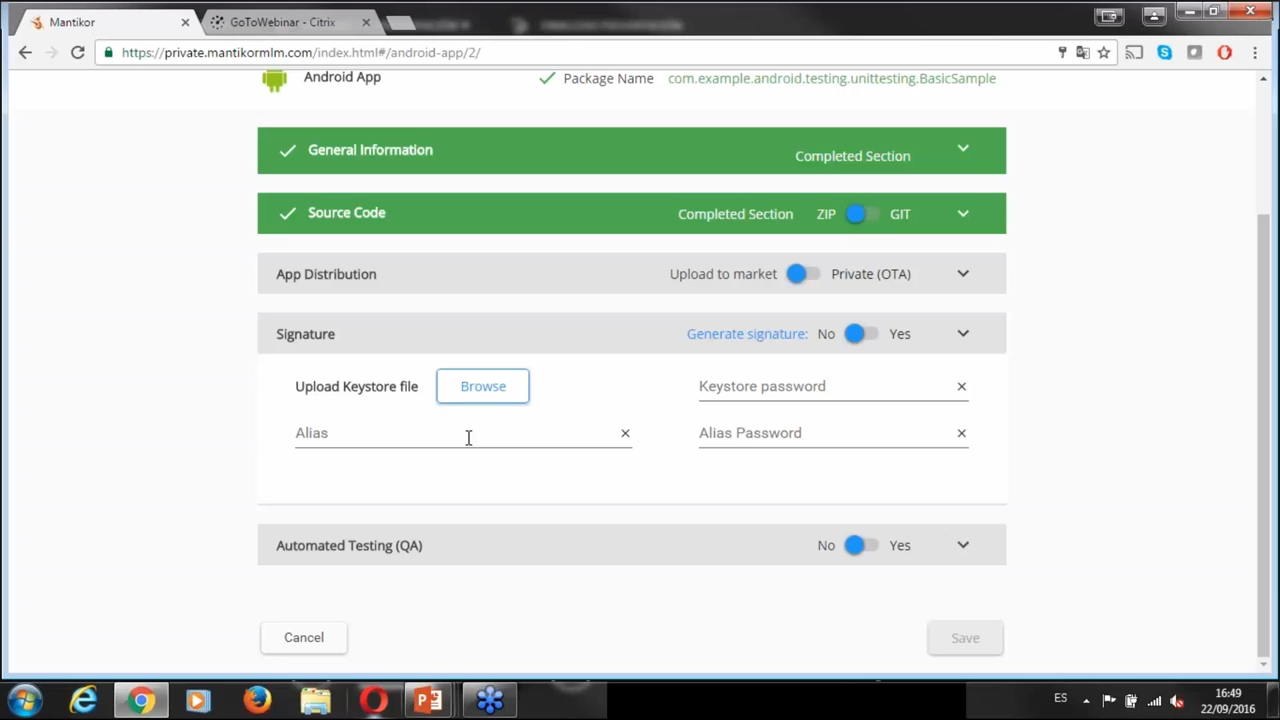 Mantikor
GoToWebinar - Citrix
https://private.mantikormlm.com/index.html#/android-app/2/
Android App
Package Name com.example.android.testing.unittesting.BasicSample
General Information
Completed Section
Source Code Completed Section ZIP GIT
App Distribution Upload to market Private (OTA)
Signature Generate signature: No Yes
Upload Keystore file Browse Keystore password
Alias Alias Password
Automated Testing (QA) No Yes
Cancel Save
ES 16:49
22/09/2016